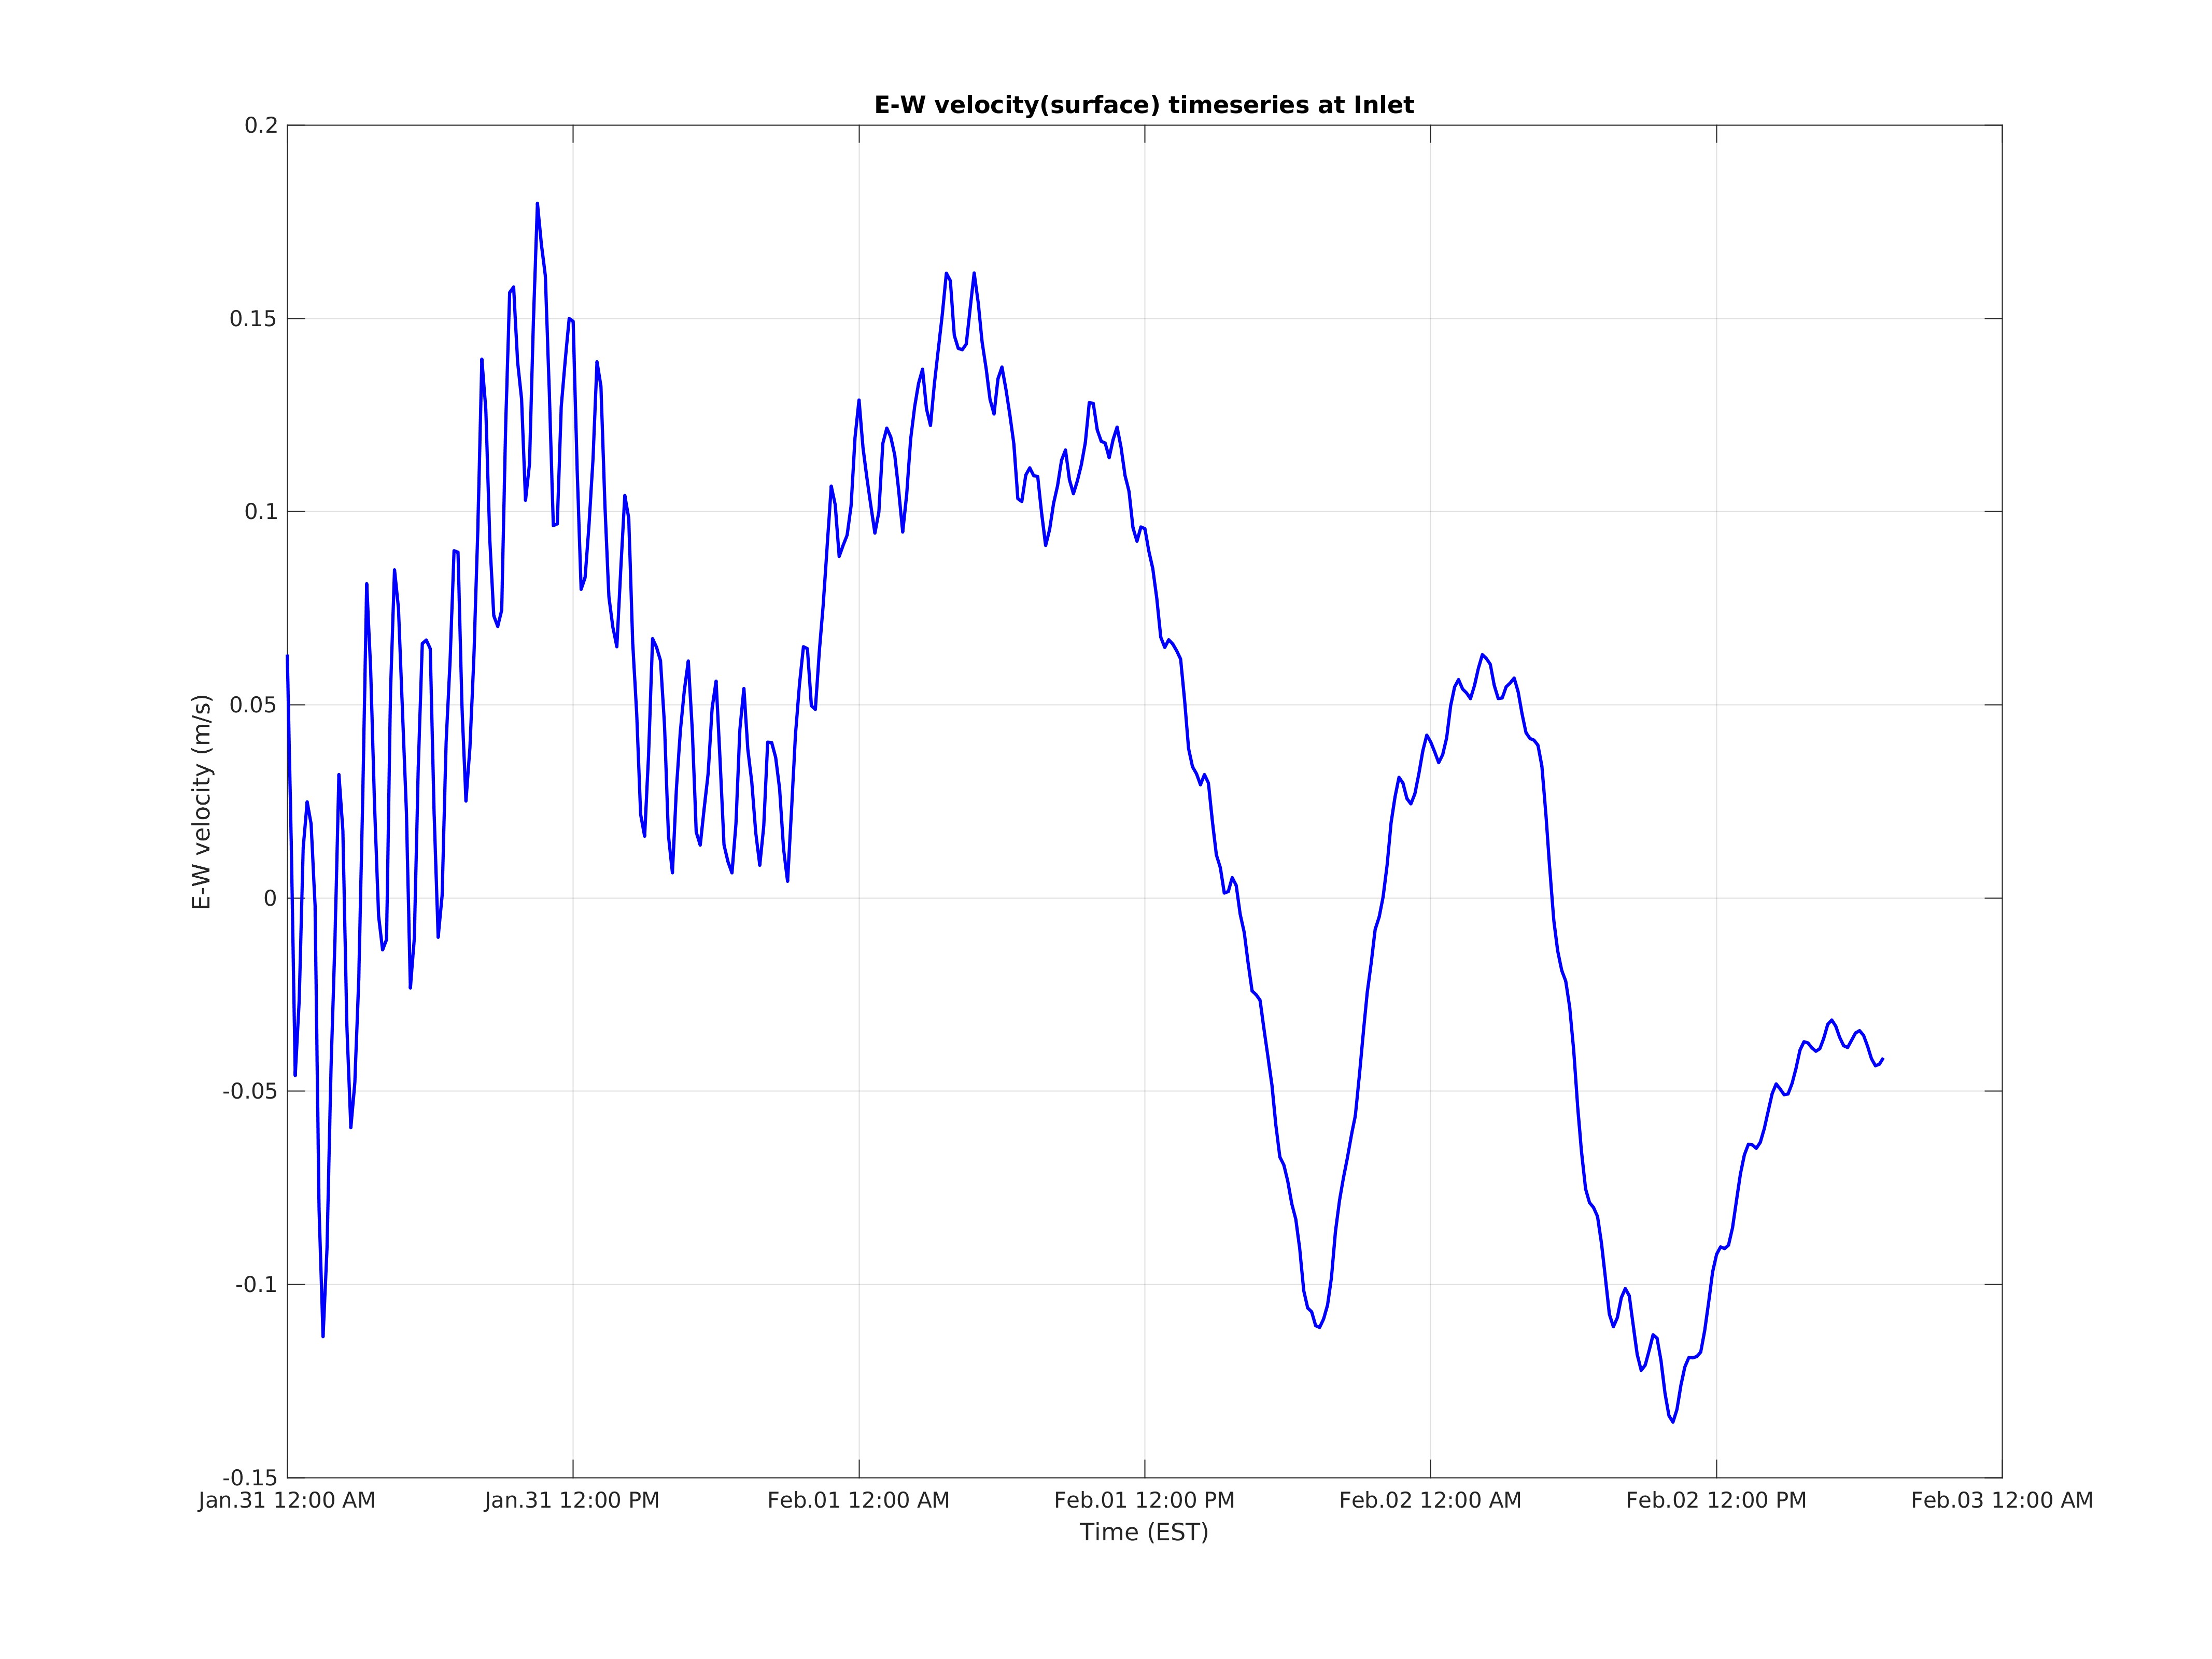 E-W velocity(surface) timeseries at Inlet
0.2
0.15
0.1
0.05
0
-0.05
-0.1
-0.15
E-W velocity (m/s)
Jan.31 12:00 AM
Jan.31 12:00 PM
Feb.01 12:00 AM
Feb.01 12:00 PM
Feb.02 12:00 AM
Feb.02 12:00 PM
Feb.03 12:00 AM
Time (EST)